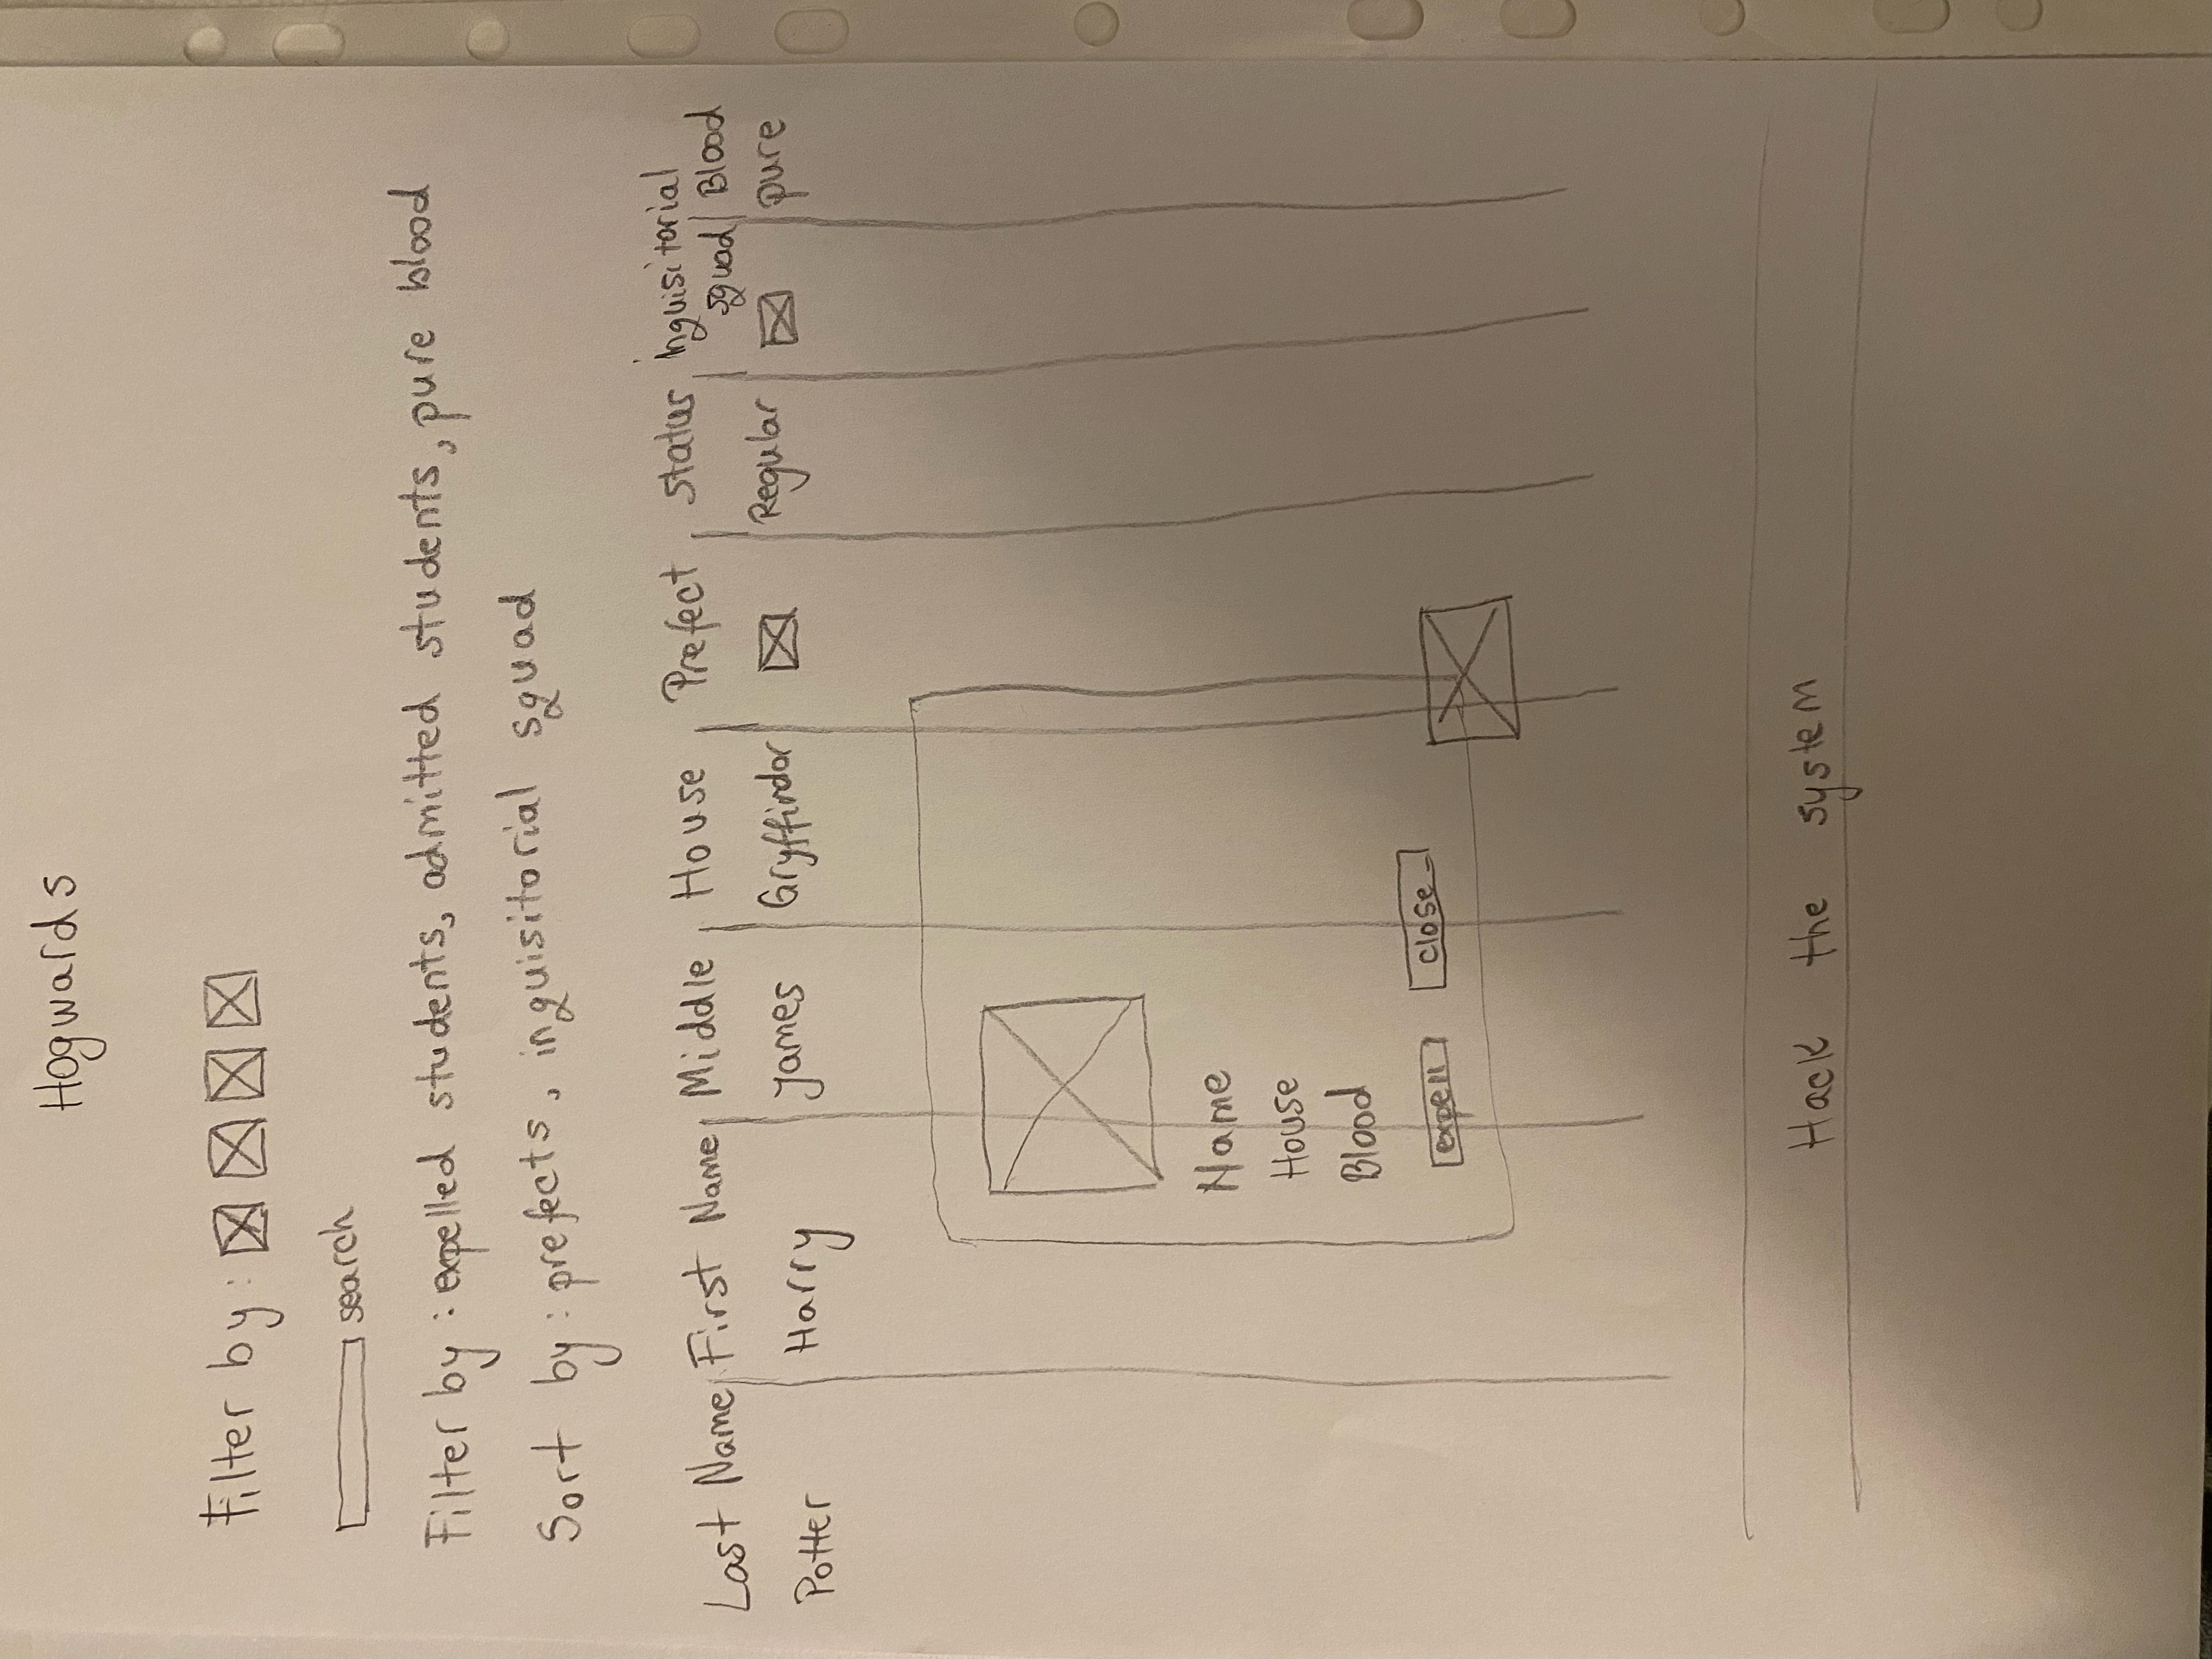 Hogwards
Filter by:
search
Filter by: expelled students, admitted students, pure blood
Sort by: prefects, inquisitorial squad
Last Name First Name Middle House Prefect Status inquisitorial squad Blood
Potter Harry James Gryffindor Regular pure
Name
House
Blood
expell close
Hack the system